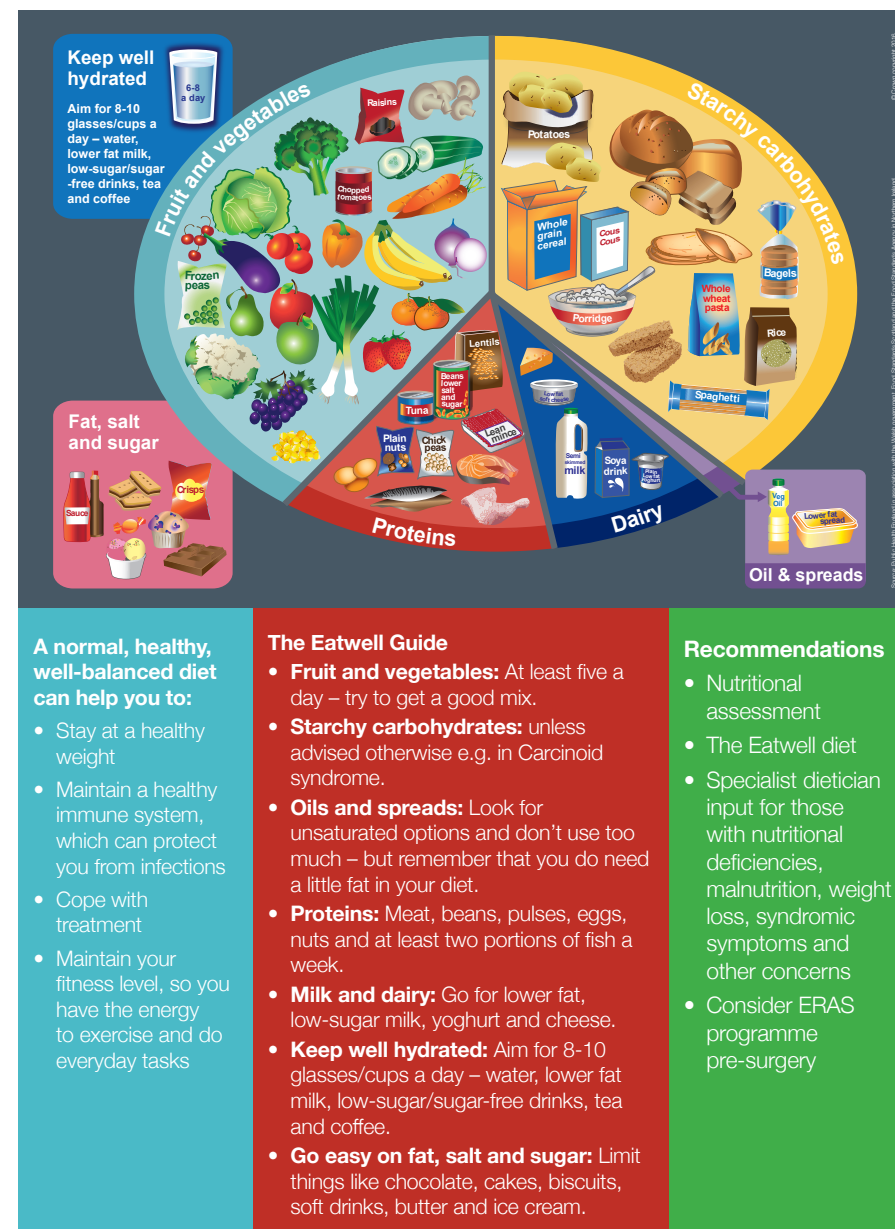 Keep well
hydrated
6-8
a day
Aim for 8-10
glasses/cups a
day – water,
lower fat milk,
low-sugar/sugar
-free drinks, tea
and coffee
Fruit and vegetables
Raisins
Chopped
tomatoes
Frozen
peas
Starchy carbohydrates
Potatoes
Whole
grain
cereal
Cous
Cous
Bagels
Whole
wheat
pasta
Porridge
Rice
Spaghetti
Lentils
Beans
lower
salt
and
sugar
Tuna
Plain
nuts
Chick
peas
Lean
mince
Proteins
Low fat
soft cheese
Semi
skimmed
milk
Soya
drink
Plain
Low fat
Yoghurt
Dairy
Veg
Oil
Lower fat
spread
Oil & spreads
Fat, salt
and sugar
Sauce
Crisps
A normal, healthy,
well-balanced diet
can help you to:
• Stay at a healthy
weight
• Maintain a healthy
immune system,
which can protect
you from infections
• Cope with
treatment
• Maintain your
fitness level, so you
have the energy
to exercise and do
everyday tasks
The Eatwell Guide
• Fruit and vegetables: At least five a
day – try to get a good mix.
• Starchy carbohydrates: unless
advised otherwise e.g. in Carcinoid
syndrome.
• Oils and spreads: Look for
unsaturated options and don’t use too
much – but remember that you do need
a little fat in your diet.
• Proteins: Meat, beans, pulses, eggs,
nuts and at least two portions of fish a
week.
• Milk and dairy: Go for lower fat,
low-sugar milk, yoghurt and cheese.
• Keep well hydrated: Aim for 8-10
glasses/cups a day – water, lower fat
milk, low-sugar/sugar-free drinks, tea
and coffee.
• Go easy on fat, salt and sugar: Limit
things like chocolate, cakes, biscuits,
soft drinks, butter and ice cream.
Recommendations
• Nutritional
assessment
• The Eatwell diet
• Specialist dietician
input for those
with nutritional
deficiencies,
malnutrition, weight
loss, syndromic
symptoms and
other concerns
• Consider ERAS
programme
pre-surgery